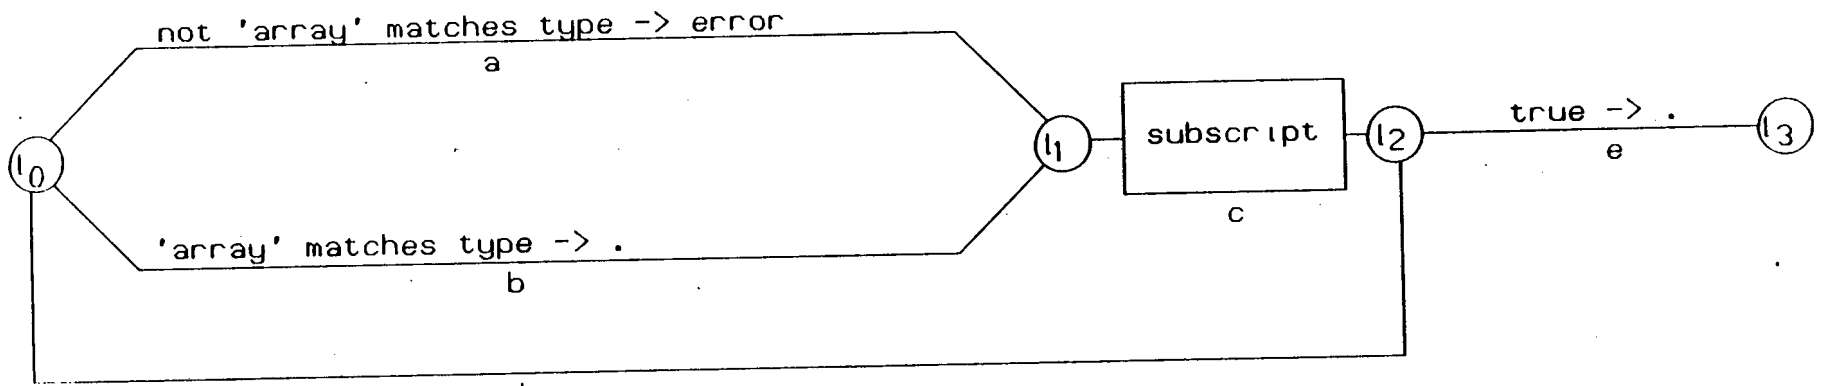 not 'array' matches type -> error
a
l0
l1
subscript
c
l2
true -> .
e
l3
'array' matches type -> .
b